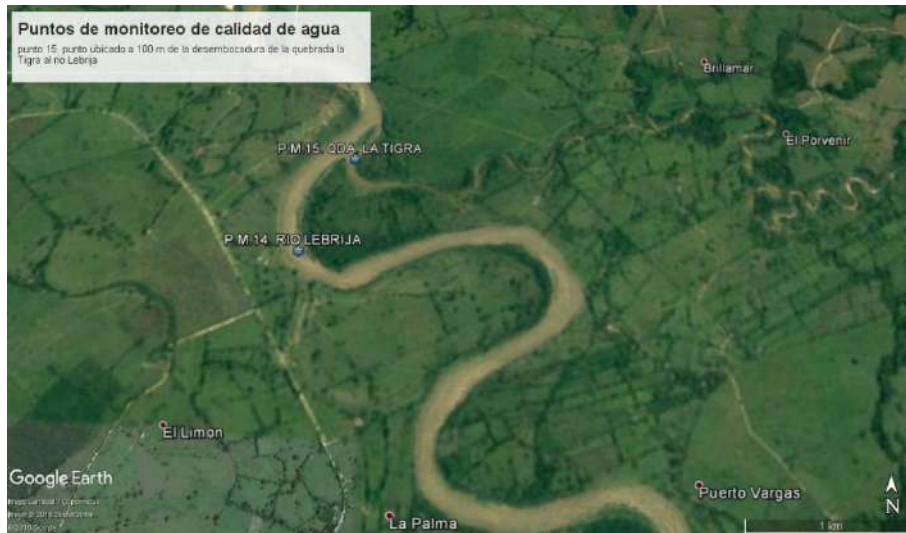 Puntos de monitoreo de calidad de agua
punto 15, punto ubicado a 100 m de la desembocadura de la quebrada la
Tigra al rio Lebrija
Brillamar
El Porvenir
P.M.15. QDA. LA TIGRA
P.M.14. RIO LEBRIJA
El Limon
Google Earth
Puerto Vargas
La Palma
N
1 km